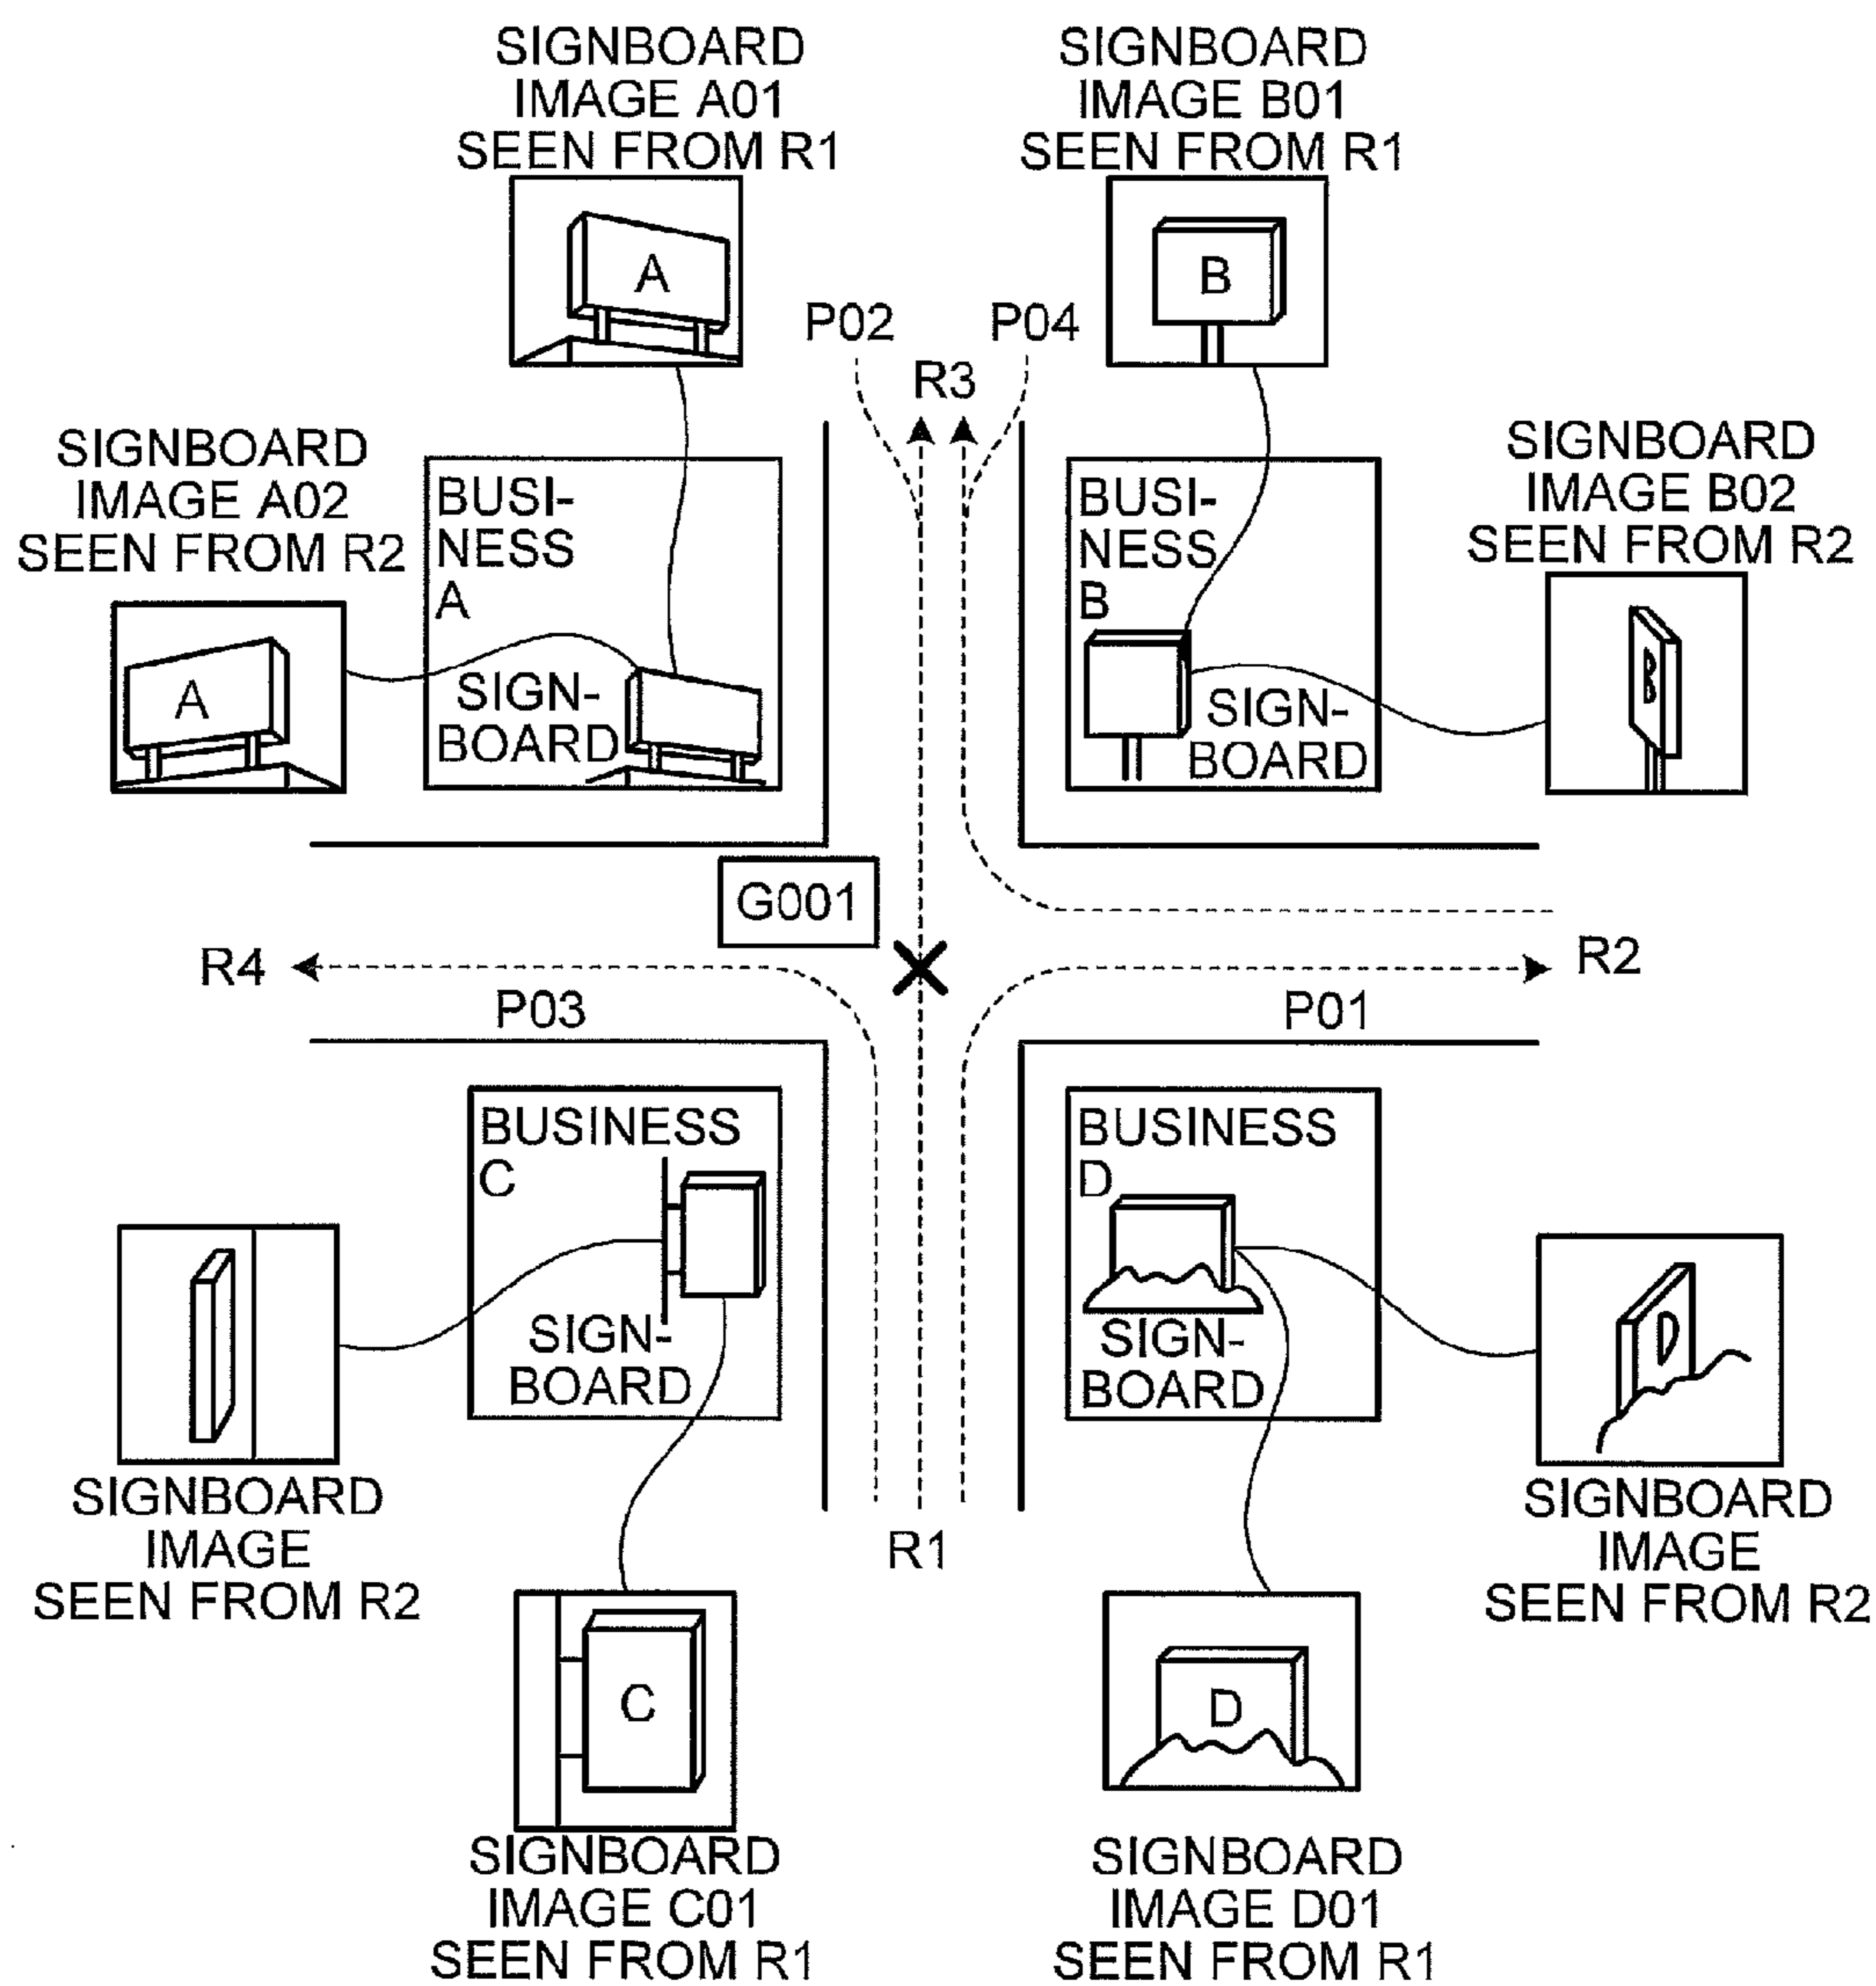 SIGNBOARD
IMAGE A01
SEEN FROM R1
SIGNBOARD
IMAGE B01
SEEN FROM R1
A
B
P02
P04
R3
SIGNBOARD
IMAGE A02
SEEN FROM R2
BUSI-
NESS
A
BUSI-
NESS
B
SIGNBOARD
IMAGE B02
SEEN FROM R2
A
SIGN-
BOARD
SIGN-
BOARD
B
G001
R4
R2
P03
P01
BUSINESS
C
BUSINESS
D
SIGN-
BOARD
SIGN-
BOARD
D
SIGNBOARD
IMAGE
SEEN FROM R2
R1
SIGNBOARD
IMAGE
SEEN FROM R2
C
D
SIGNBOARD
IMAGE C01
SEEN FROM R1
SIGNBOARD
IMAGE D01
SEEN FROM R1